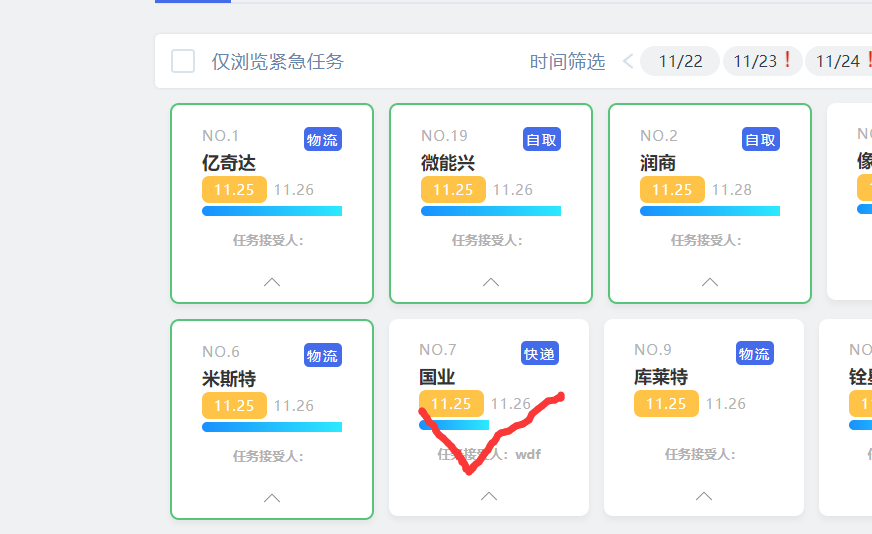 仅浏览紧急任务 时间筛选 < 11/22 11/23 ! 11/24 !
NO.1 物流
亿奇达
11.25 11.26
任务接受人：
NO.19 自取
微能兴
11.25 11.26
任务接受人：
NO.2 自取
润商
11.25 11.28
任务接受人：
NO.6 物流
米斯特
11.25 11.26
任务接受人：
NO.7 快递
国业
11.25 11.26
任务接受人：wdf
NO.9 物流
库莱特
11.25 11.26
任务接受人：